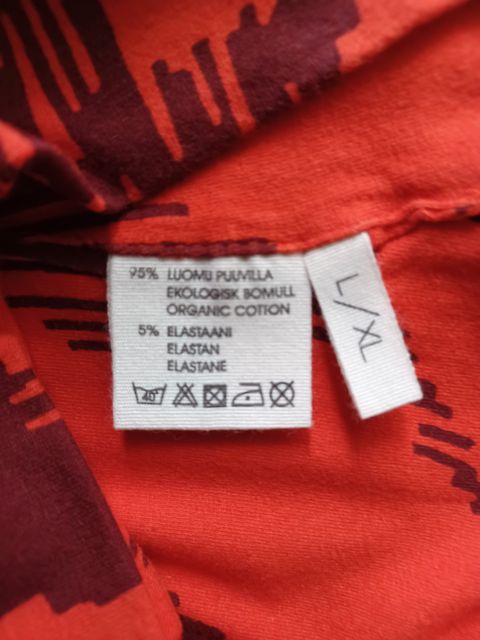 95% LUOMU PUUVILLA
EKOLOGISK BOMULL
ORGANIC COTTON
5% ELASTAANI
ELASTAN
ELASTANE
40°
L/XL